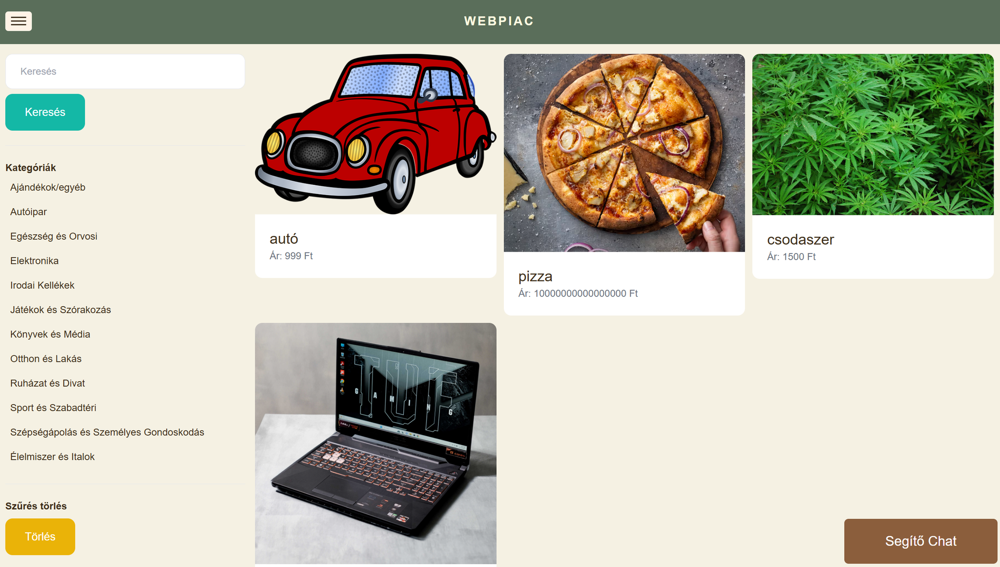 WEBPIAC
Keresés
Keresés
Kategóriák
Ajándékok/egyéb
Autóipar
Egészség és Orvosi
Elektronika
Irodai Kellékek
Játékok és Szórakozás
Könyvek és Média
Otthon és Lakás
Ruházat és Divat
Sport és Szabadtéri
Szépségápolás és Személyes Gondoskodás
Élelmiszer és Italok
Szűrés törlés
Törlés
autó
Ár: 999 Ft
pizza
Ár: 10000000000000000 Ft
csodaszer
Ár: 1500 Ft
TUF
GAMING
Segítő Chat